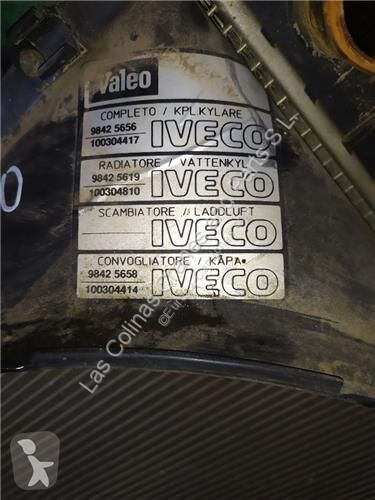 Valeo
COMPLETO / KPL.KYLARE
9842 5656
100304417
IVECO
RADIATORE / VATTENKYL
9842 5619
100304810
IVECO
SCAMBIATORE / LADDLUFT
IVECO
CONVOGLIATORE / KÅPA
9842 5658
100304414
IVECO
Las Colinas
©Euro
S.L